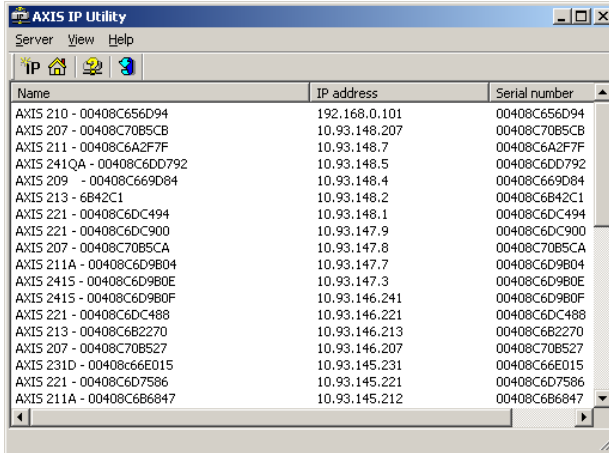 AXIS IP Utility
Server View Help
IP
Name IP address Serial number
AXIS 210 - 00408C656D94 192.168.0.101 00408C656D94
AXIS 207 - 00408C70B5CB 10.93.148.207 00408C70B5CB
AXIS 211 - 00408C6A2F7F 10.93.148.7 00408C6A2F7F
AXIS 241QA - 00408C6DD792 10.93.148.5 00408C6DD792
AXIS 209 - 00408C669D84 10.93.148.4 00408C669D84
AXIS 213 - 6B42C1 10.93.148.2 00408C6B42C1
AXIS 221 - 00408C6DC494 10.93.148.1 00408C6DC494
AXIS 221 - 00408C6DC900 10.93.147.9 00408C6DC900
AXIS 207 - 00408C70B5CA 10.93.147.8 00408C70B5CA
AXIS 211A - 00408C6D9B04 10.93.147.7 00408C6D9B04
AXIS 241S - 00408C6D9B0E 10.93.147.3 00408C6D9B0E
AXIS 241S - 00408C6D9B0F 10.93.146.241 00408C6D9B0F
AXIS 221 - 00408C6DC488 10.93.146.221 00408C6DC488
AXIS 213 - 00408C6B2270 10.93.146.213 00408C6B2270
AXIS 207 - 00408C70B527 10.93.146.207 00408C70B527
AXIS 231D - 00408c66E015 10.93.145.231 00408C66E015
AXIS 221 - 00408C6D7586 10.93.145.221 00408C6D7586
AXIS 211A - 00408C6B6847 10.93.145.212 00408C6B6847